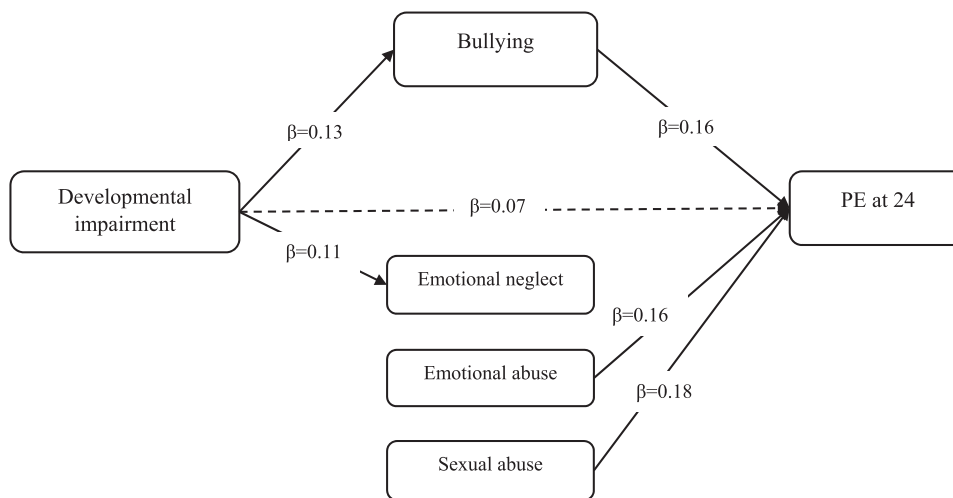 Bullying
β=0.13
β=0.16
Developmental
impairment
β=0.07
PE at 24
β=0.11
Emotional neglect
β=0.16
Emotional abuse
β=0.18
Sexual abuse